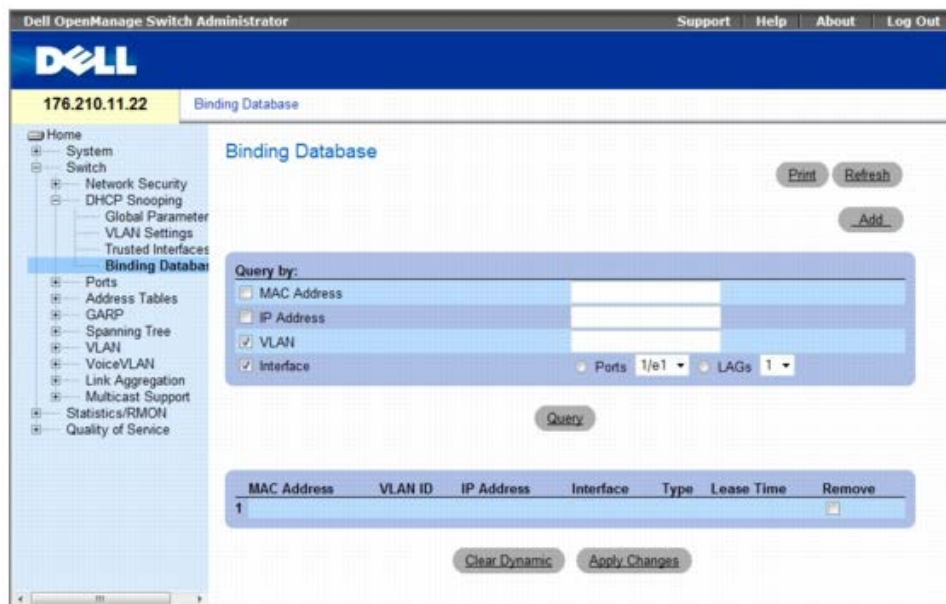 Dell OpenManage Switch Administrator
Support Help About Log Out
DELL
176.210.11.22
Binding Database
Home
System
Switch
Network Security
DHCP Snooping
Global Parameter
VLAN Settings
Trusted Interfaces
Binding Databas
Ports
Address Tables
GARP
Spanning Tree
VLAN
VoiceVLAN
Link Aggregation
Multicast Support
Statistics/RMON
Quality of Service
Binding Database
Print Refresh
Add
Query by:
MAC Address
IP Address
VLAN
Interface Ports 1/e1 LAGs 1
Query
MAC Address VLAN ID IP Address Interface Type Lease Time Remove
1
Clear Dynamic Apply Changes